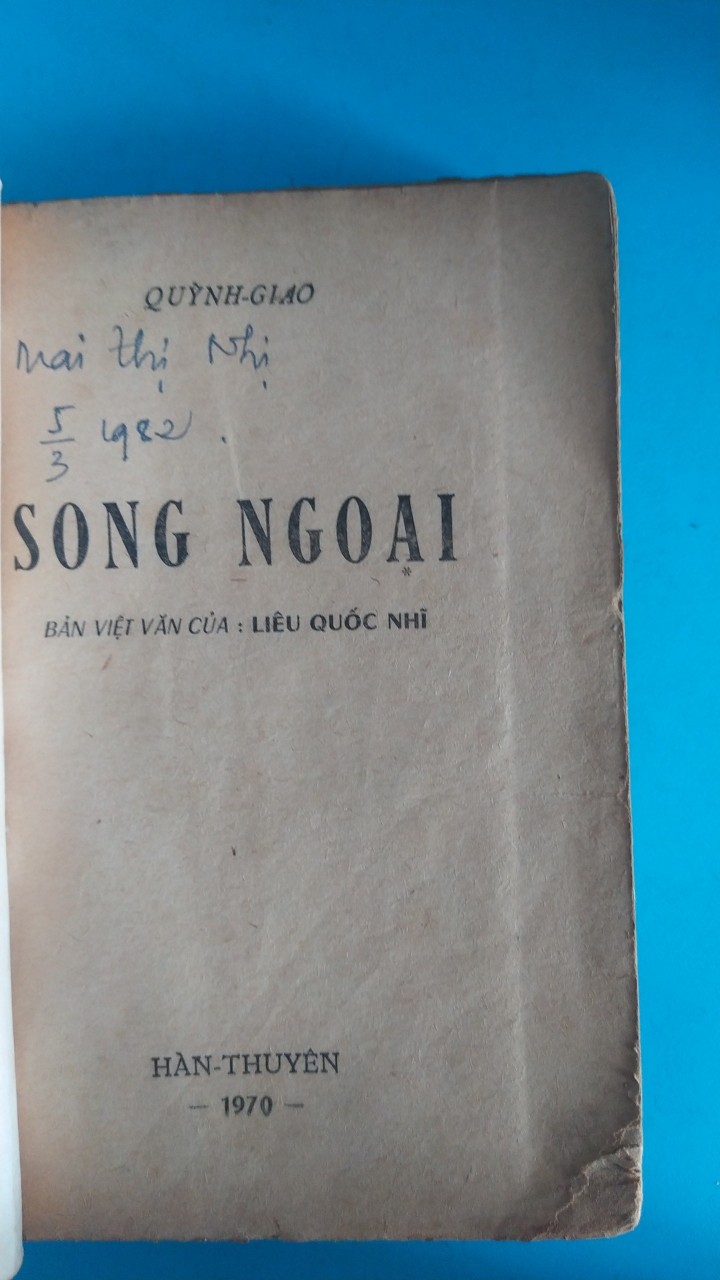 QUỲNH-GIAO
Mai Thị Nhị
5/3 1982.
SONG NGOẠI
*
BẢN VIỆT VĂN CỦA : LIÊU QUỐC NHĨ
HÀN-THUYÊN
— 1970 —